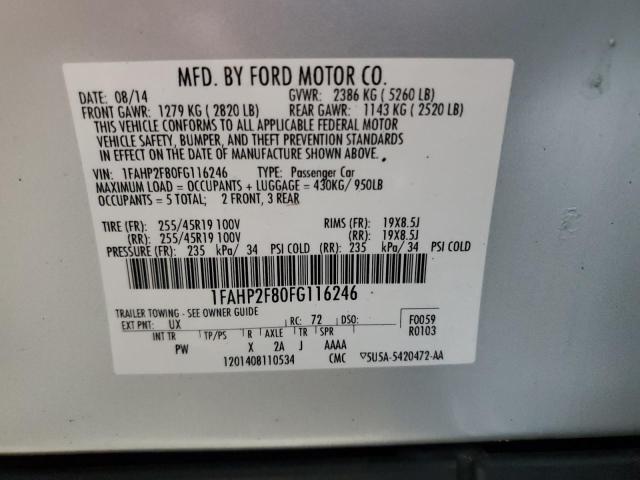 MFD. BY FORD MOTOR CO.
DATE: 08/14 GVWR: 2386 KG ( 5260 LB)
FRONT GAWR: 1279 KG ( 2820 LB) REAR GAWR: 1143 KG ( 2520 LB)
THIS VEHICLE CONFORMS TO ALL APPLICABLE FEDERAL MOTOR
VEHICLE SAFETY, BUMPER, AND THEFT PREVENTION STANDARDS
IN EFFECT ON THE DATE OF MANUFACTURE SHOWN ABOVE.
VIN: 1FAHP2F80FG116246 TYPE: Passenger Car
MAXIMUM LOAD = OCCUPANTS + LUGGAGE = 430KG/ 950LB
OCCUPANTS = 5 TOTAL; 2 FRONT, 3 REAR
TIRE (FR): 255/45R19 100V RIMS (FR): 19X8.5J
(RR): 255/45R19 100V (RR): 19X8.5J
PRESSURE (FR): 235 kPa/ 34 PSI COLD (RR): 235 kPa/ 34 PSI COLD
1FAHP2F80FG116246
TRAILER TOWING - SEE OWNER GUIDE
EXT PNT: UX RC: 72 DSO: F0059
INT TR TP/PS R AXLE TR SPR R0103
PW X 2A J AAAA
1201408110534 CMC ▽5U5A-5420472-AA